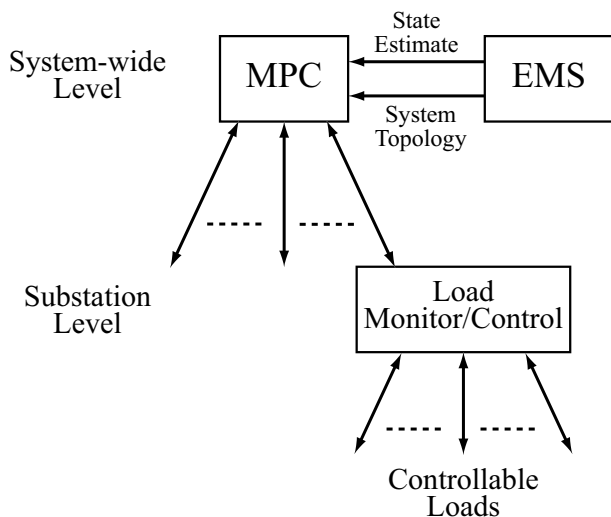 State
Estimate
System-wide
Level
MPC
EMS
System
Topology
Substation
Level
Load
Monitor/Control
Controllable
Loads